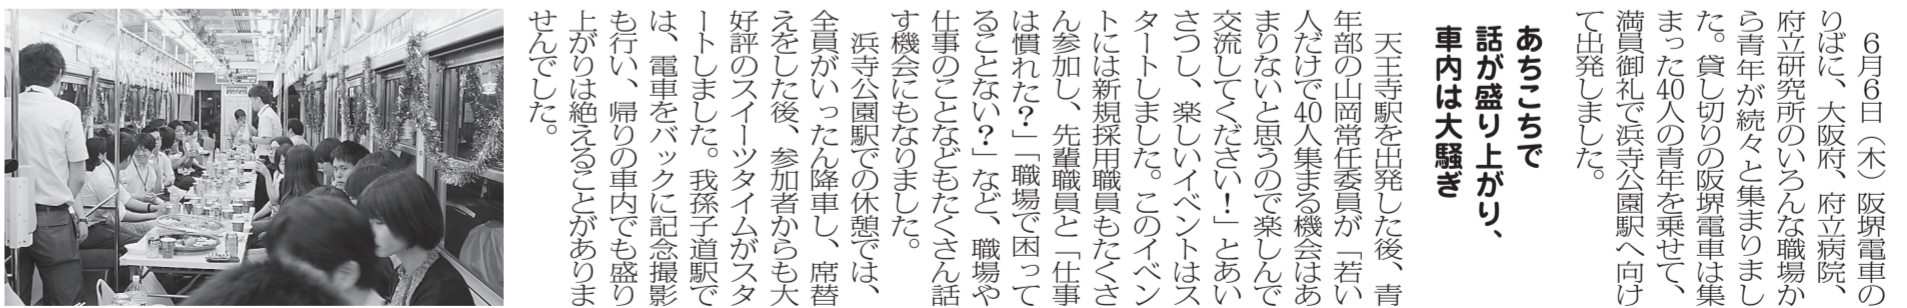 ６月６日（木）阪堺電車の
りばに、大阪府、府立病院、
府立研究所のいろんな職場か
ら青年が続々と集まりまし
た。貸し切りの阪堺電車は集
まった40人の青年を乗せて、
満員御礼で浜寺公園駅へ向け
て出発しました。
あちこちで
話が盛り上がり、
車内は大騒ぎ
天王寺駅を出発した後、青
年部の山岡常任委員が「若い
人だけで40人集まる機会はあ
まりないと思うので楽しんで
交流してください！」とあい
さつし、楽しいイベントはス
タートしました。このイベン
トには新規採用職員もたくさ
ん参加し、先輩職員と「仕事
は慣れた？」「職場で困って
ることない？」など、職場や
仕事のことなどもたくさん話
す機会にもなりました。
浜寺公園駅での休憩では、
全員がいったん降車し、席替
えをした後、参加者からも大
好評のスイーツタイムがスタ
ートしました。我孫子道駅で
は、電車をバックに記念撮影
も行い、帰りの車内でも盛り
上がりは絶えることがありま
せんでした。